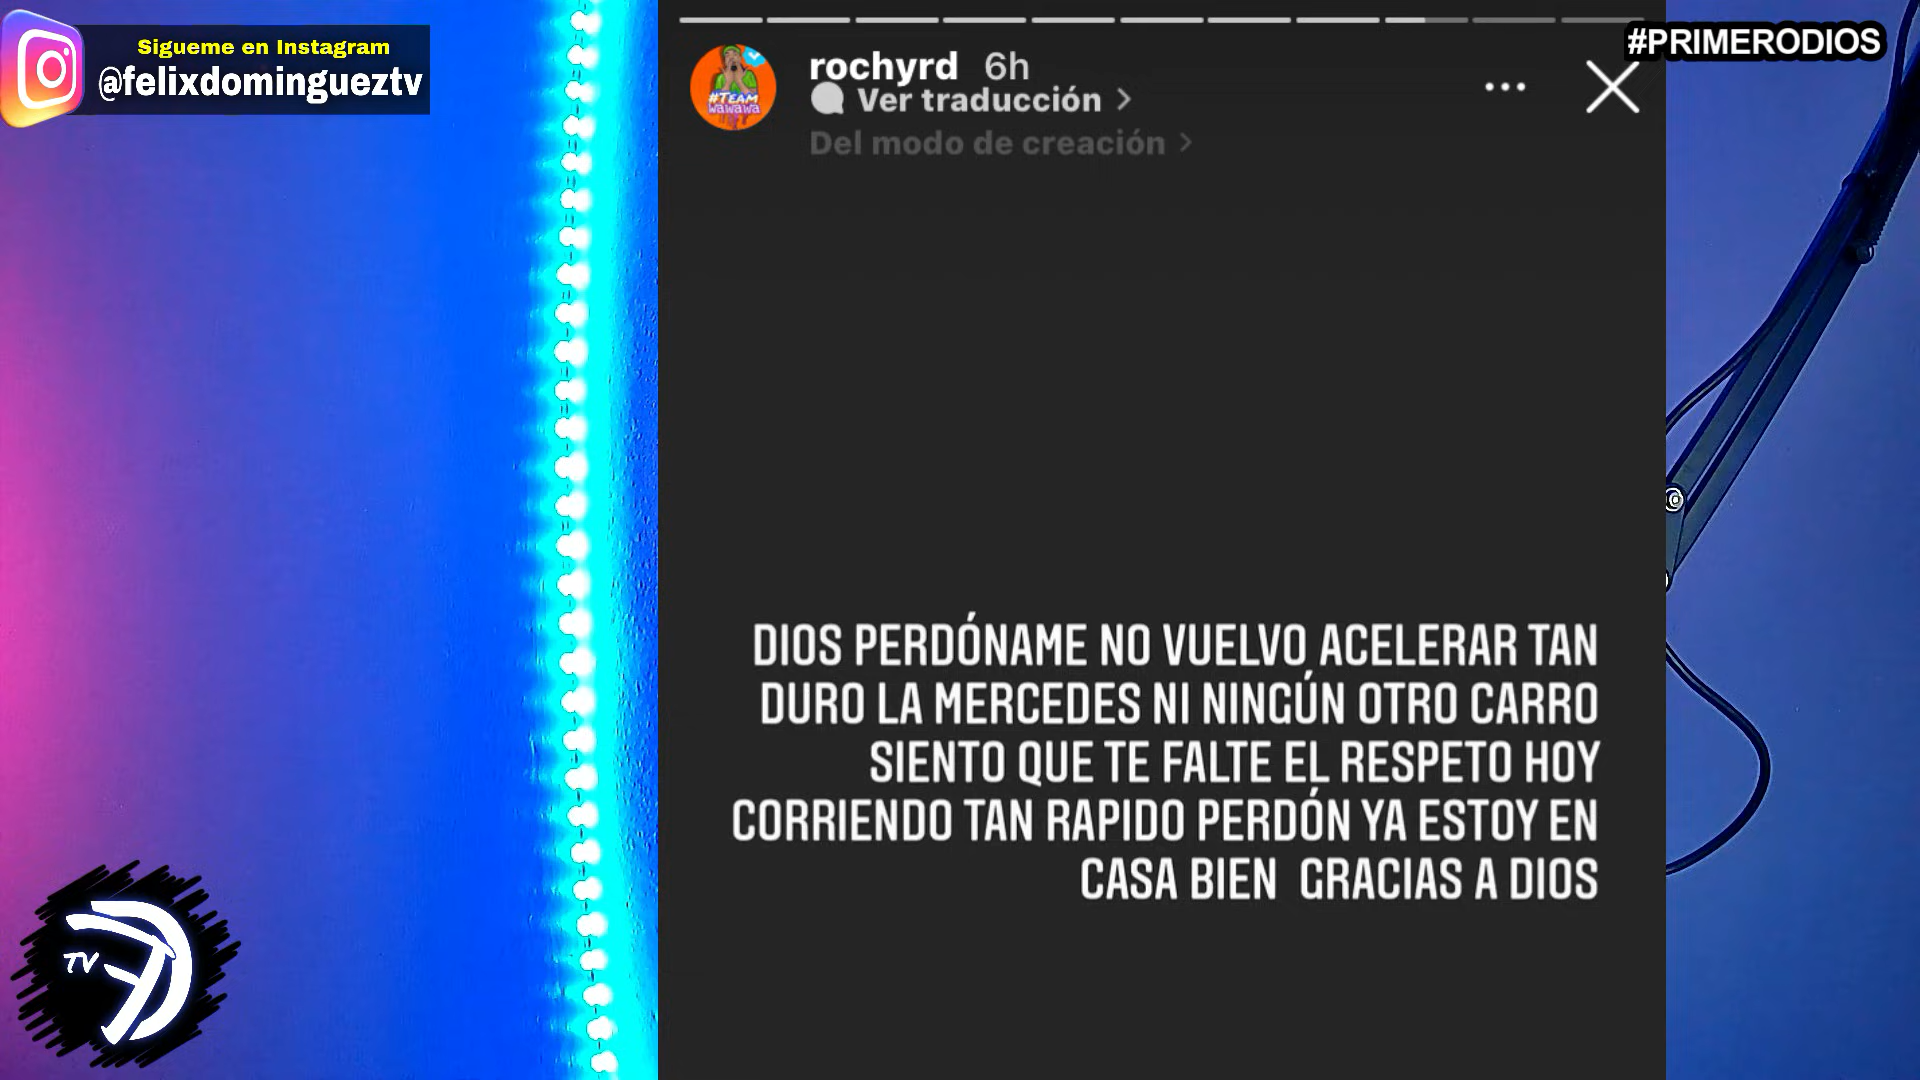 Sigueme en Instagram
@felixdomingueztv
#PRIMERODIOS
rochyrd 6h
Ver traducción >
Del modo de creación >
#TEAM
WAWAWA
DIOS PERDÓNAME NO VUELVO ACELERAR TAN
DURO LA MERCEDES NI NINGÚN OTRO CARRO
SIENTO QUE TE FALTE EL RESPETO HOY
CORRIENDO TAN RAPIDO PERDÓN YA ESTOY EN
CASA BIEN  GRACIAS A DIOS
TV